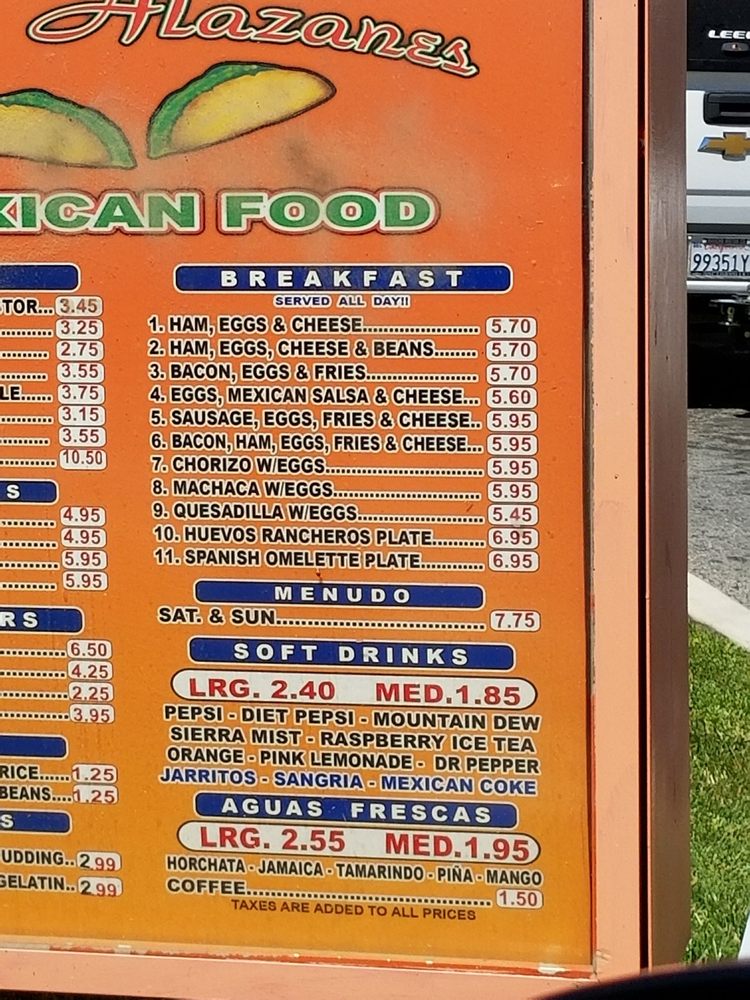 Alazanes
XICAN FOOD
TOR... 3.45
3.25
2.75
3.55
LE...... 3.75
3.15
3.55
10.50
S
4.95
4.95
5.95
5.95
RS
6.50
4.25
2.25
3.95
RICE...... 1.25
BEANS.... 1.25
S
UDDING.. 2.99
GELATIN.. 2.99
BREAKFAST
SERVED ALL DAY!!
1. HAM, EGGS & CHEESE........................ 5.70
2. HAM, EGGS, CHEESE & BEANS........ 5.70
3. BACON, EGGS & FRIES....................... 5.70
4. EGGS, MEXICAN SALSA & CHEESE... 5.60
5. SAUSAGE, EGGS, FRIES & CHEESE.. 5.95
6. BACON, HAM, EGGS, FRIES & CHEESE... 5.95
7. CHORIZO W/EGGS................................ 5.95
8. MACHACA W/EGGS.............................. 5.95
9. QUESADILLA W/EGGS......................... 5.45
10. HUEVOS RANCHEROS PLATE.......... 6.95
11. SPANISH OMELETTE PLATE............. 6.95
MENUDO
SAT. & SUN........................................ 7.75
SOFT DRINKS
LRG. 2.40 MED.1.85
PEPSI - DIET PEPSI - MOUNTAIN DEW
SIERRA MIST - RASPBERRY ICE TEA
ORANGE - PINK LEMONADE - DR PEPPER
JARRITOS - SANGRIA - MEXICAN COKE
AGUAS FRESCAS
LRG. 2.55 MED.1.95
HORCHATA - JAMAICA - TAMARINDO - PIÑA - MANGO
COFFEE................................................ 1.50
TAXES ARE ADDED TO ALL PRICES
LEE
99351Y